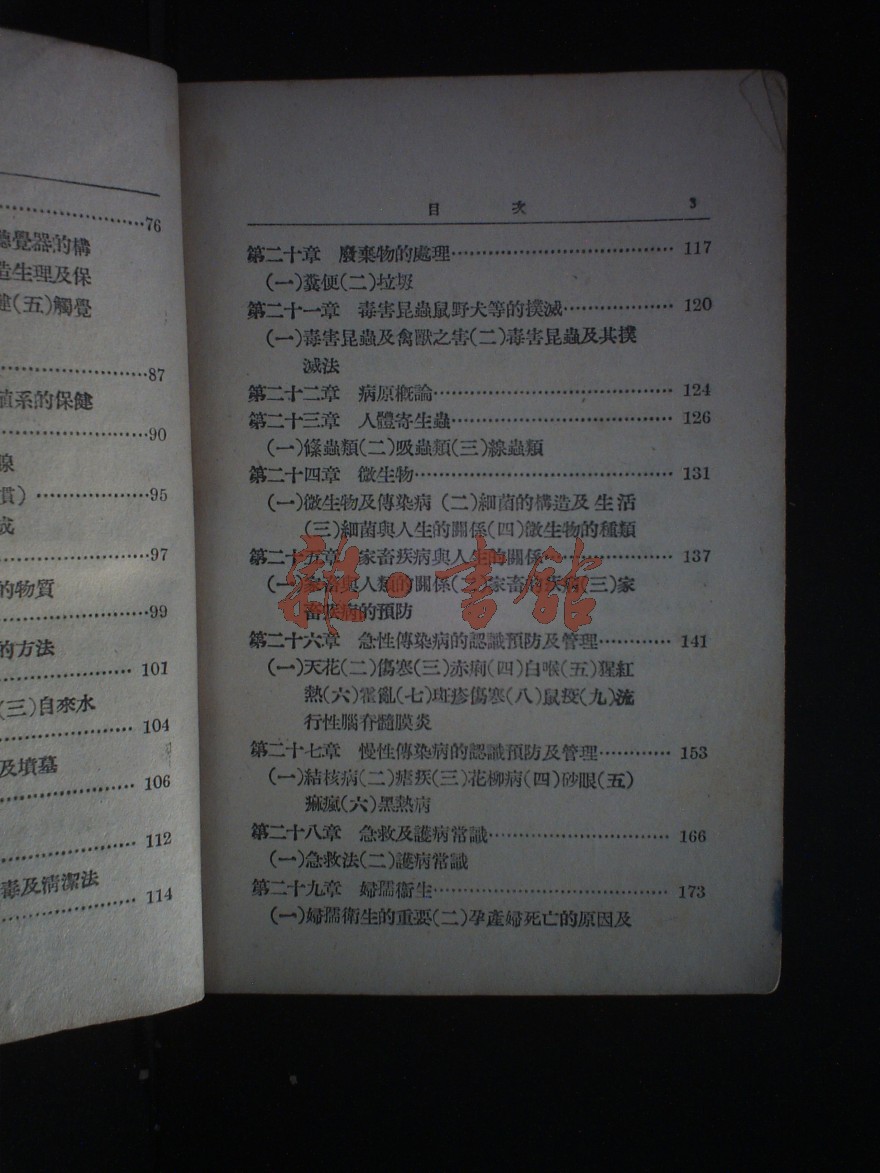 76
聽覺器的構
造生理及保
健(五)觸覺
87
殖系的保健
90
腺
慣)
95
成
97
的物質
99
的方法
101
(三)自來水
104
及墳墓
106
112
毒及清潔法
114
目 次 3
第二十章 廢棄物的處理 117
(一)糞便(二)垃圾
第二十一章 毒害昆蟲鼠野犬等的撲滅 120
(一)毒害昆蟲及禽獸之害(二)毒害昆蟲及其撲
滅法
第二十二章 病原概論 124
第二十三章 人體寄生蟲 126
(一)絛蟲類(二)吸蟲類(三)線蟲類
第二十四章 微生物 131
(一)微生物及傳染病(二)細菌的構造及生活
(三)細菌與人生的關係(四)微生物的種類
第二十五章 家畜疾病與人生的關係 137
(一)家畜與人類的關係(二)家畜的疾病(三)家
畜疾病的預防
雜·書館
第二十六章 急性傳染病的認識預防及管理 141
(一)天花(二)傷寒(三)赤痢(四)白喉(五)猩紅
熱(六)霍亂(七)斑疹傷寒(八)鼠疫(九)流
行性腦脊髓膜炎
第二十七章 慢性傳染病的認識預防及管理 153
(一)結核病(二)瘧疾(三)花柳病(四)砂眼(五)
痲瘋(六)黑熱病
第二十八章 急救及護病常識 166
(一)急救法(二)護病常識
第二十九章 婦孺衞生 173
(一)婦孺衛生的重要(二)孕產婦死亡的原因及